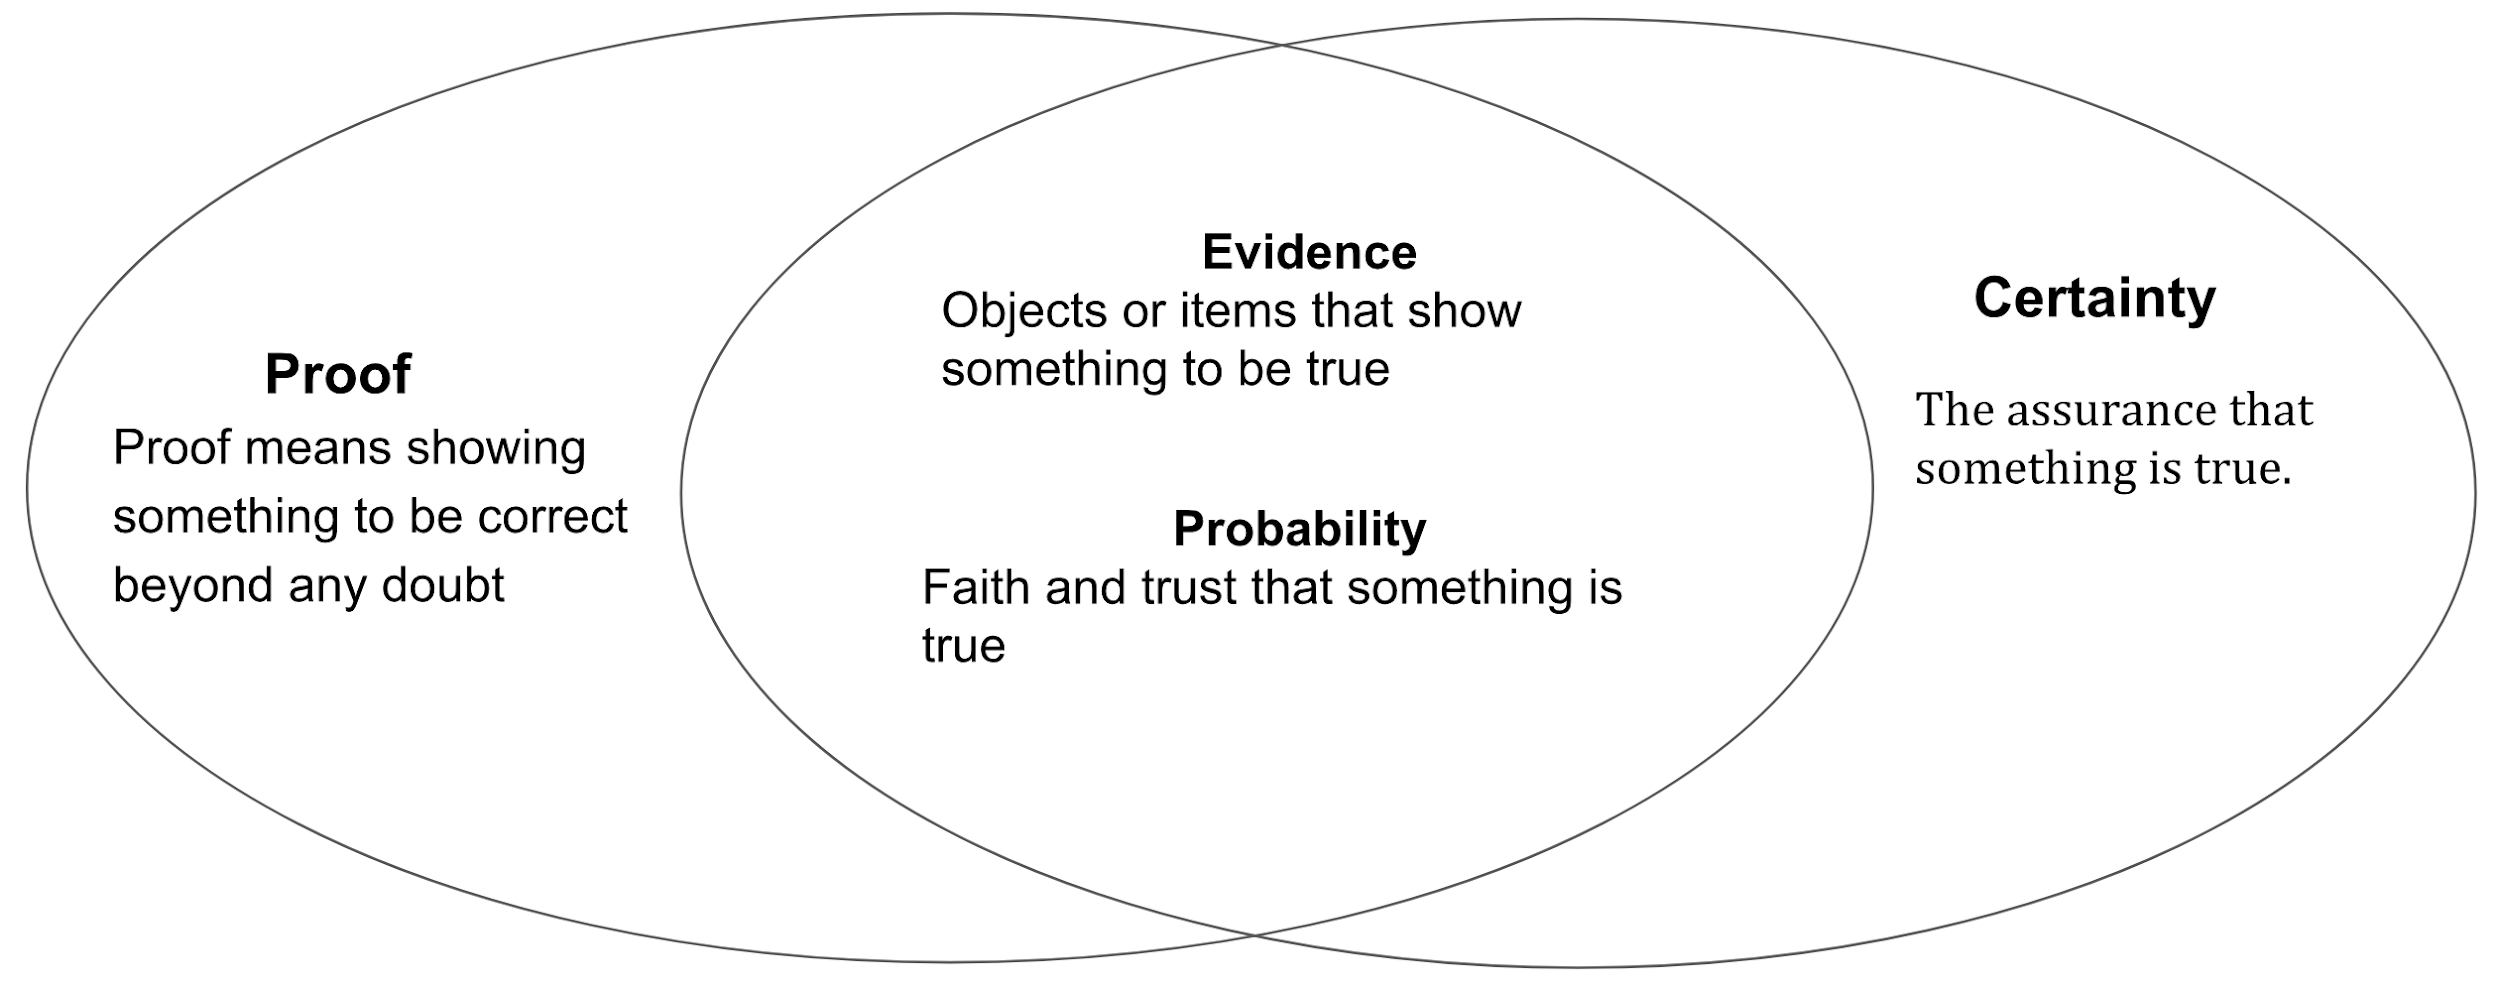 Proof
Proof means showing
something to be correct
beyond any doubt
Evidence
Objects or items that show
something to be true
Probability
Faith and trust that something is
true
Certainty
The assurance that
something is true.